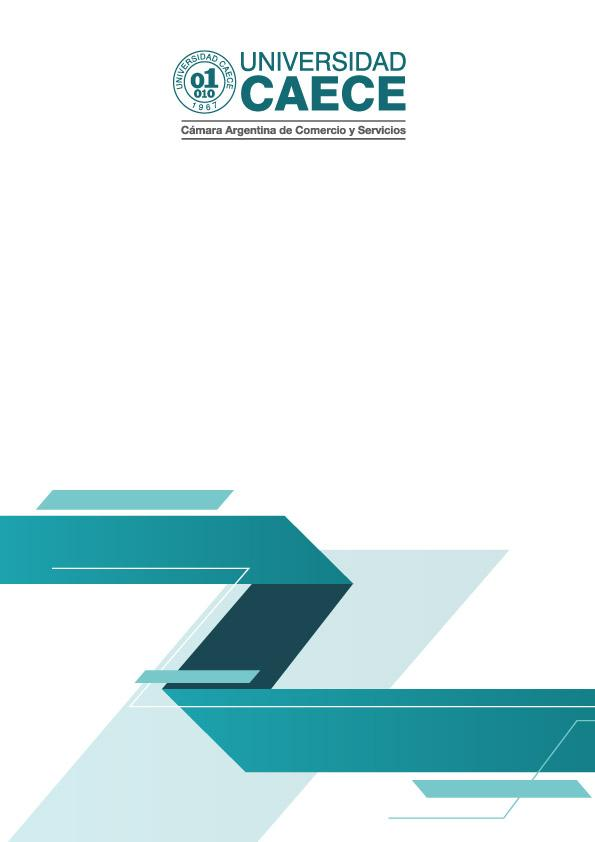 UNIVERSIDAD CAECE
01
010
1967
UNIVERSIDAD
CAECE
Cámara Argentina de Comercio y Servicios